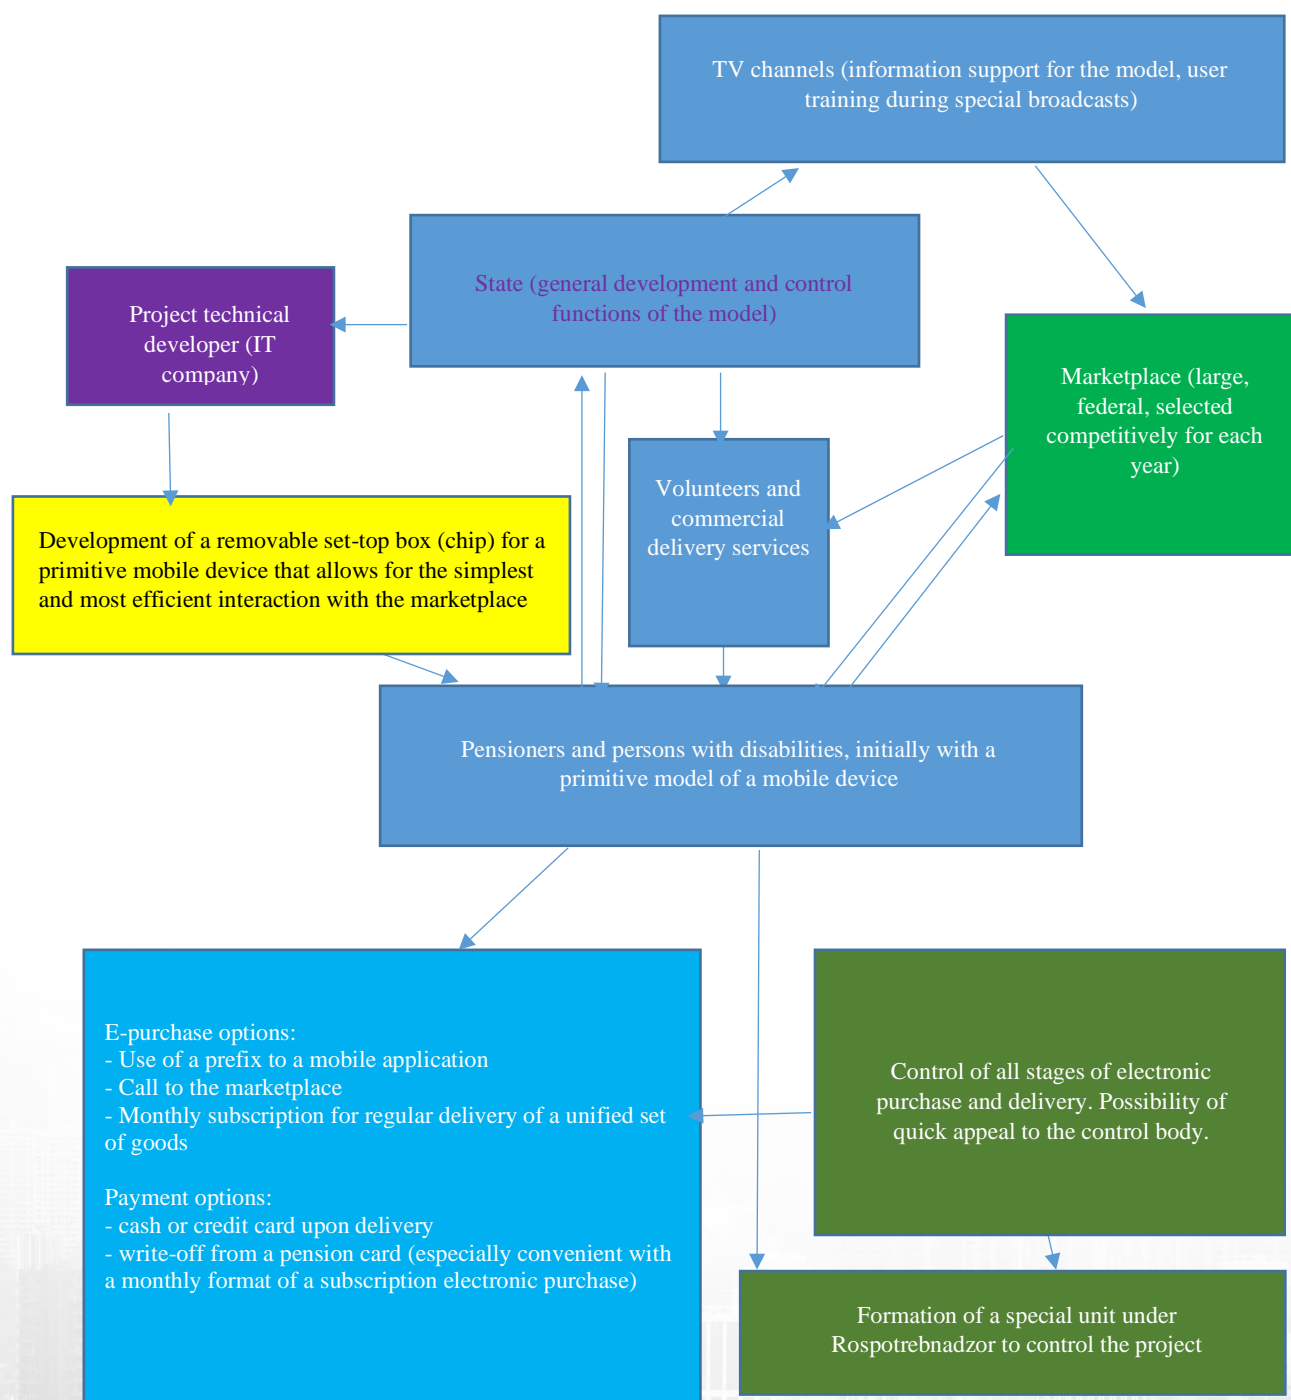 TV channels (information support for the model, user
training during special broadcasts)
State (general development and control
functions of the model)
Project technical
developer (IT
company)
Marketplace (large,
federal, selected
competitively for each
year)
Volunteers and
commercial
delivery services
Development of a removable set-top box (chip) for a
primitive mobile device that allows for the simplest
and most efficient interaction with the marketplace
Pensioners and persons with disabilities, initially with a
primitive model of a mobile device
E-purchase options:
- Use of a prefix to a mobile application
- Call to the marketplace
- Monthly subscription for regular delivery of a unified set
of goods
Payment options:
- cash or credit card upon delivery
- write-off from a pension card (especially convenient with
a monthly format of a subscription electronic purchase)
Control of all stages of electronic
purchase and delivery. Possibility of
quick appeal to the control body.
Formation of a special unit under
Rospotrebnadzor to control the project